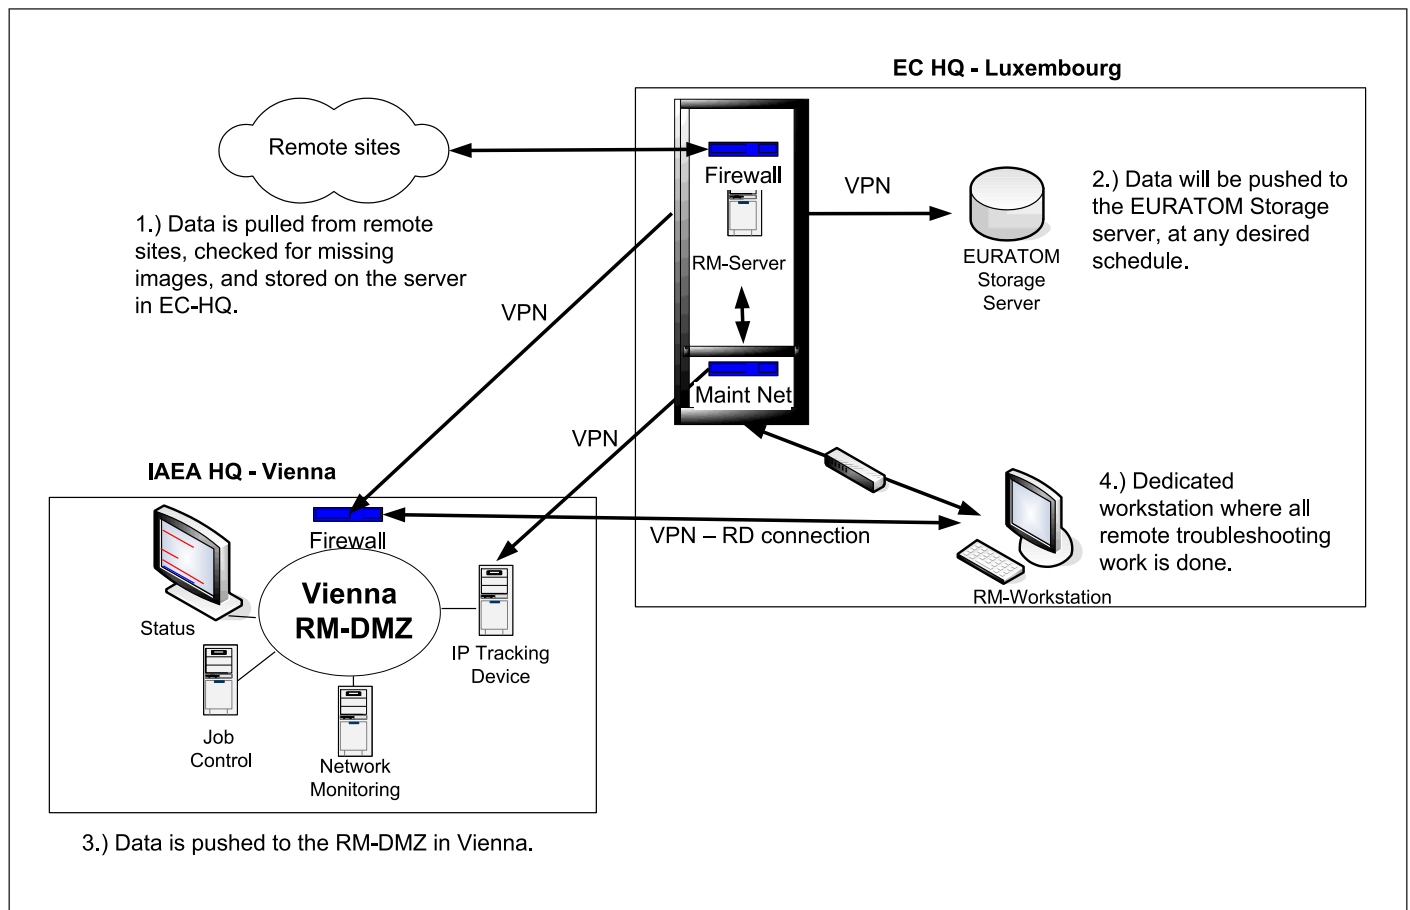 EC HQ - Luxembourg
Remote sites
1.) Data is pulled from remote
sites, checked for missing
images, and stored on the server
in EC-HQ.
VPN
Firewall
RM-Server
Maint Net
VPN
EURATOM
Storage
Server
2.) Data will be pushed to
the EURATOM Storage
server, at any desired
schedule.
VPN
IAEA HQ - Vienna
Firewall
Vienna
RM-DMZ
Status
Job
Control
Network
Monitoring
IP Tracking
Device
VPN – RD connection
RM-Workstation
4.) Dedicated
workstation where all
remote troubleshooting
work is done.
3.) Data is pushed to the RM-DMZ in Vienna.